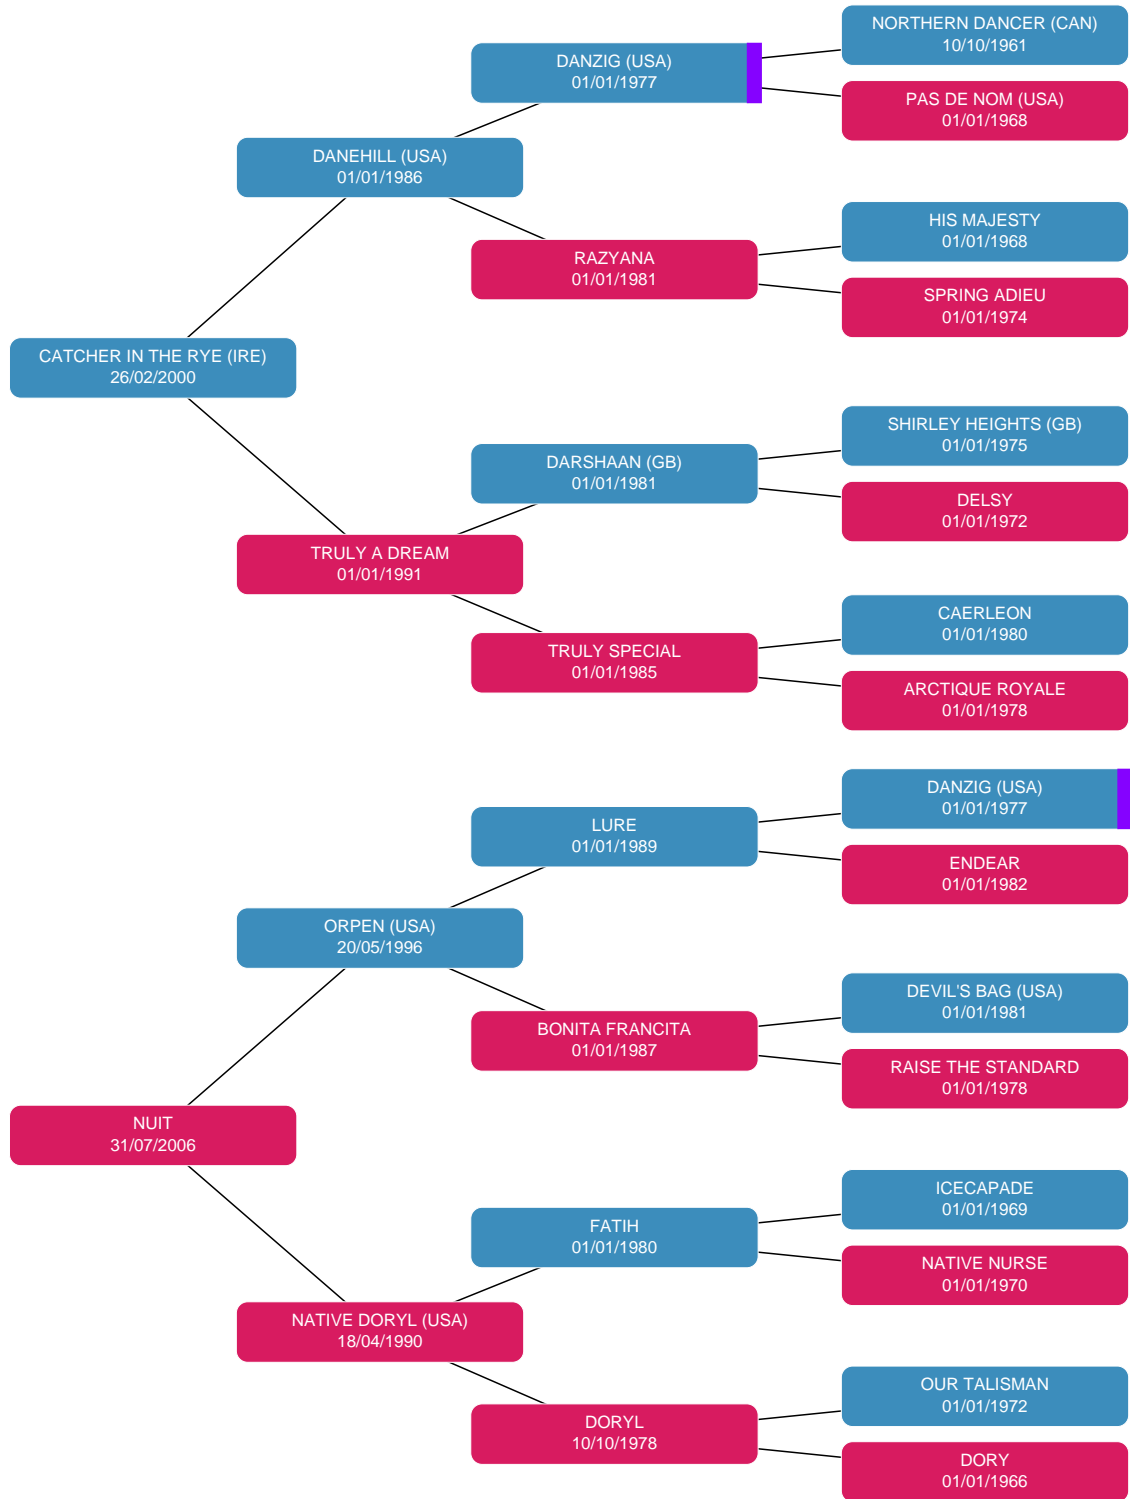 NORTHERN DANCER (CAN)
10/10/1961
DANZIG (USA)
01/01/1977
PAS DE NOM (USA)
01/01/1968
DANEHILL (USA)
01/01/1986
HIS MAJESTY
01/01/1968
RAZYANA
01/01/1981
SPRING ADIEU
01/01/1974
CATCHER IN THE RYE (IRE)
26/02/2000
SHIRLEY HEIGHTS (GB)
01/01/1975
DARSHAAN (GB)
01/01/1981
DELSY
01/01/1972
TRULY A DREAM
01/01/1991
CAERLEON
01/01/1980
TRULY SPECIAL
01/01/1985
ARCTIQUE ROYALE
01/01/1978
DANZIG (USA)
01/01/1977
LURE
01/01/1989
ENDEAR
01/01/1982
ORPEN (USA)
20/05/1996
DEVIL'S BAG (USA)
01/01/1981
BONITA FRANCITA
01/01/1987
RAISE THE STANDARD
01/01/1978
NUIT
31/07/2006
ICECAPADE
01/01/1969
FATIH
01/01/1980
NATIVE NURSE
01/01/1970
NATIVE DORYL (USA)
18/04/1990
OUR TALISMAN
01/01/1972
DORYL
10/10/1978
DORY
01/01/1966